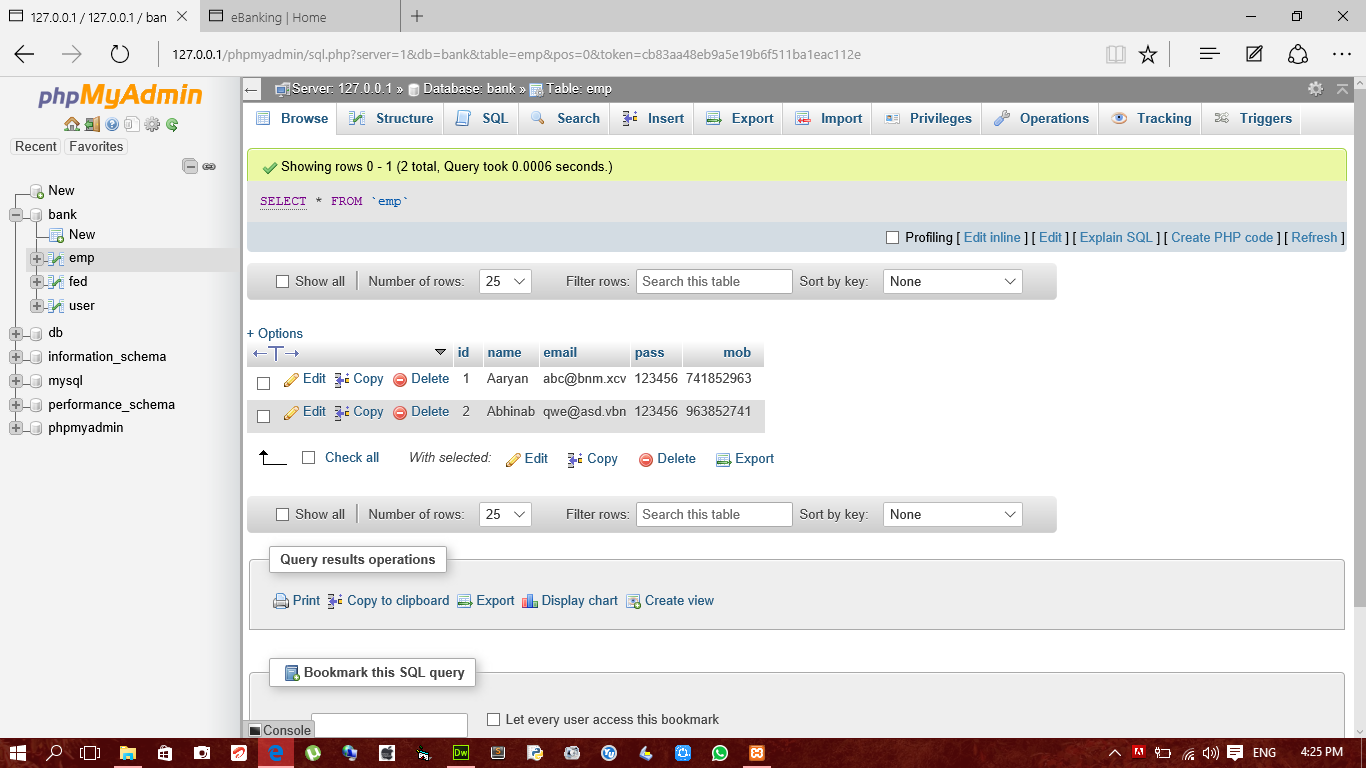 127.0.0.1 / 127.0.0.1 / ban
eBanking | Home
127.0.0.1/phpmyadmin/sql.php?server=1&db=bank&table=emp&pos=0&token=cb83aa48eb9a5e19b6f511ba1eac112e
phpMyAdmin
Recent Favorites
New
bank
New
emp
fed
user
db
information_schema
mysql
performance_schema
phpmyadmin
Server: 127.0.0.1 » Database: bank » Table: emp
Browse Structure SQL Search Insert Export Import Privileges Operations Tracking Triggers
Showing rows 0 - 1 (2 total, Query took 0.0006 seconds.)
SELECT * FROM `emp`
Profiling [ Edit inline ] [ Edit ] [ Explain SQL ] [ Create PHP code ] [ Refresh ]
Show all Number of rows: 25 Filter rows: Search this table Sort by key: None
+ Options
←T→ id name email pass mob
Edit Copy Delete 1 Aaryan abc@bnm.xcv 123456 741852963
Edit Copy Delete 2 Abhinab qwe@asd.vbn 123456 963852741
Check all With selected: Edit Copy Delete Export
Show all Number of rows: 25 Filter rows: Search this table Sort by key: None
Query results operations
Print Copy to clipboard Export Display chart Create view
Bookmark this SQL query
Let every user access this bookmark
Console
Dw
ENG 4:25 PM